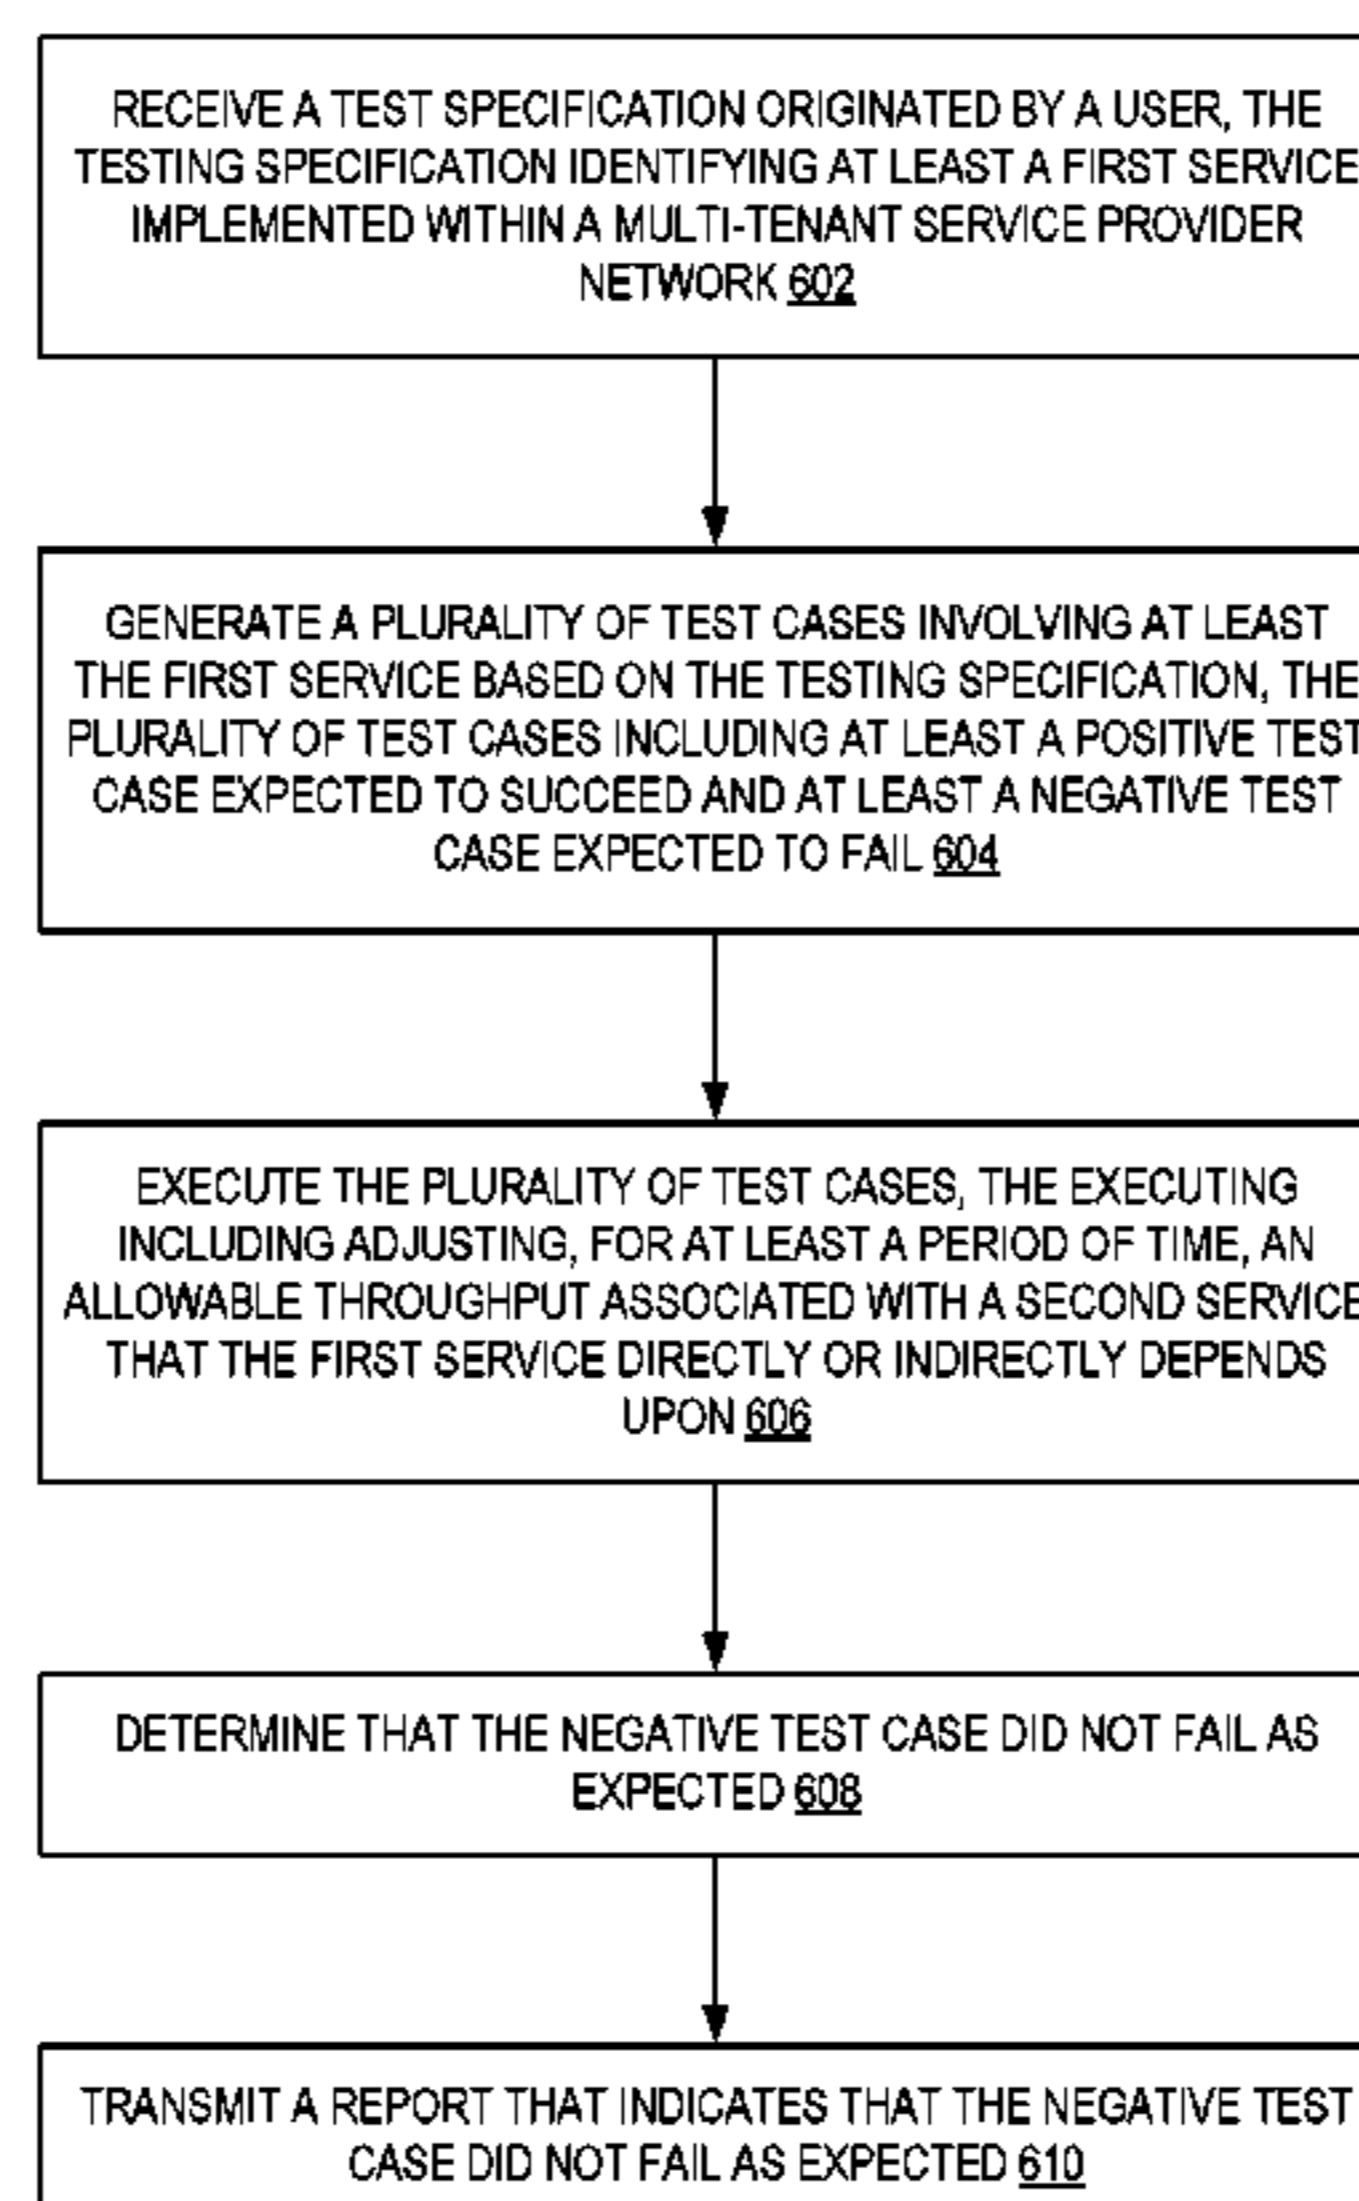 RECEIVE A TEST SPECIFICATION ORIGINATED BY A USER, THE
TESTING SPECIFICATION IDENTIFYING AT LEAST A FIRST SERVICE
IMPLEMENTED WITHIN A MULTI-TENANT SERVICE PROVIDER
NETWORK 602
GENERATE A PLURALITY OF TEST CASES INVOLVING AT LEAST
THE FIRST SERVICE BASED ON THE TESTING SPECIFICATION, THE
PLURALITY OF TEST CASES INCLUDING AT LEAST A POSITIVE TEST
CASE EXPECTED TO SUCCEED AND AT LEAST A NEGATIVE TEST
CASE EXPECTED TO FAIL 604
EXECUTE THE PLURALITY OF TEST CASES, THE EXECUTING
INCLUDING ADJUSTING, FOR AT LEAST A PERIOD OF TIME, AN
ALLOWABLE THROUGHPUT ASSOCIATED WITH A SECOND SERVICE
THAT THE FIRST SERVICE DIRECTLY OR INDIRECTLY DEPENDS
UPON 606
DETERMINE THAT THE NEGATIVE TEST CASE DID NOT FAIL AS
EXPECTED 608
TRANSMIT A REPORT THAT INDICATES THAT THE NEGATIVE TEST
CASE DID NOT FAIL AS EXPECTED 610